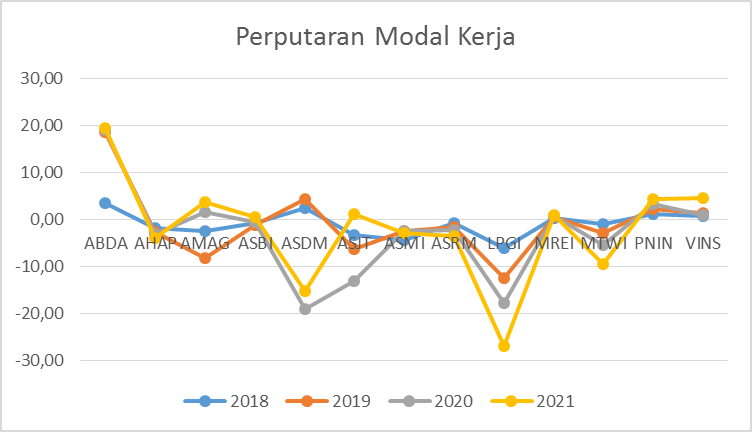 Perputaran Modal Kerja
30,00
20,00
10,00
0,00
ABDA AHAP AMAG ASBI ASDM ASJT ASMI ASRM LPGI MREI MTWI PNIN VINS
-10,00
-20,00
-30,00
2018 2019 2020 2021